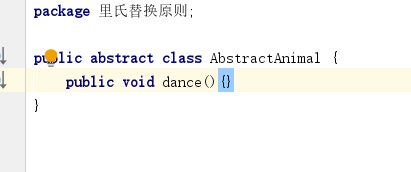 package 里氏替换原则;
public abstract class AbstractAnimal {
    public void dance(){}
}